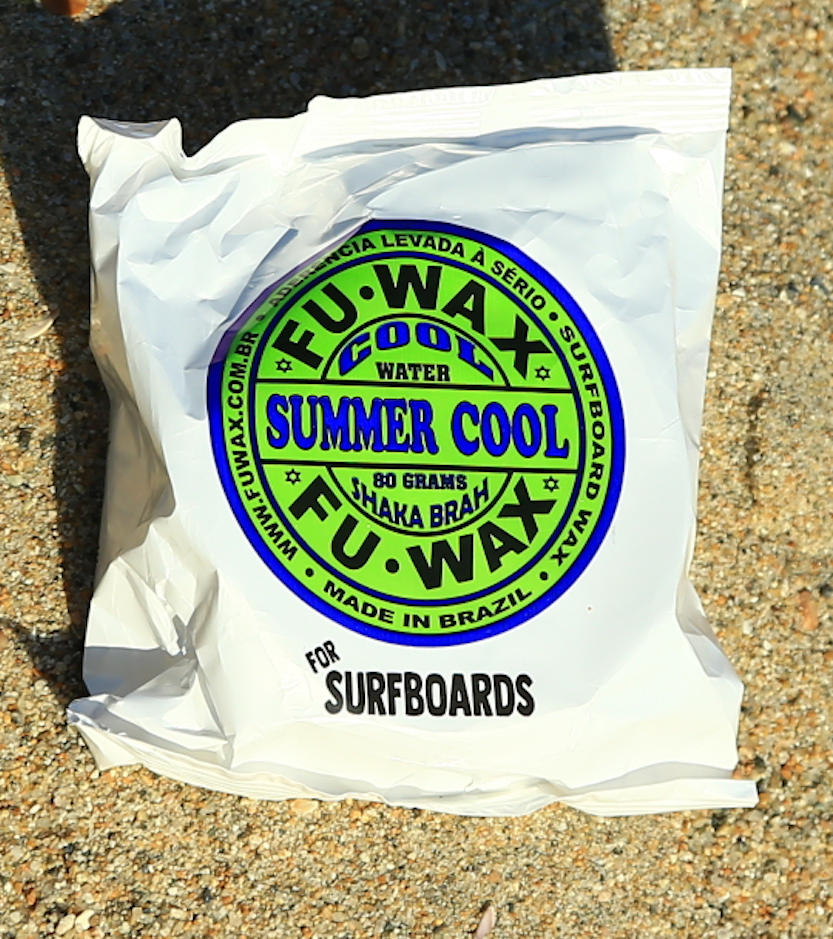 WWW.FUWAX.COM.BR • ADERÊNCIA LEVADA À SÉRIO • SURFBOARD WAX • MADE IN BRAZIL •
FU•WAX
COOL
WATER
SUMMER COOL
80 GRAMS
SHAKA BRAH
FU•WAX
FOR
SURFBOARDS